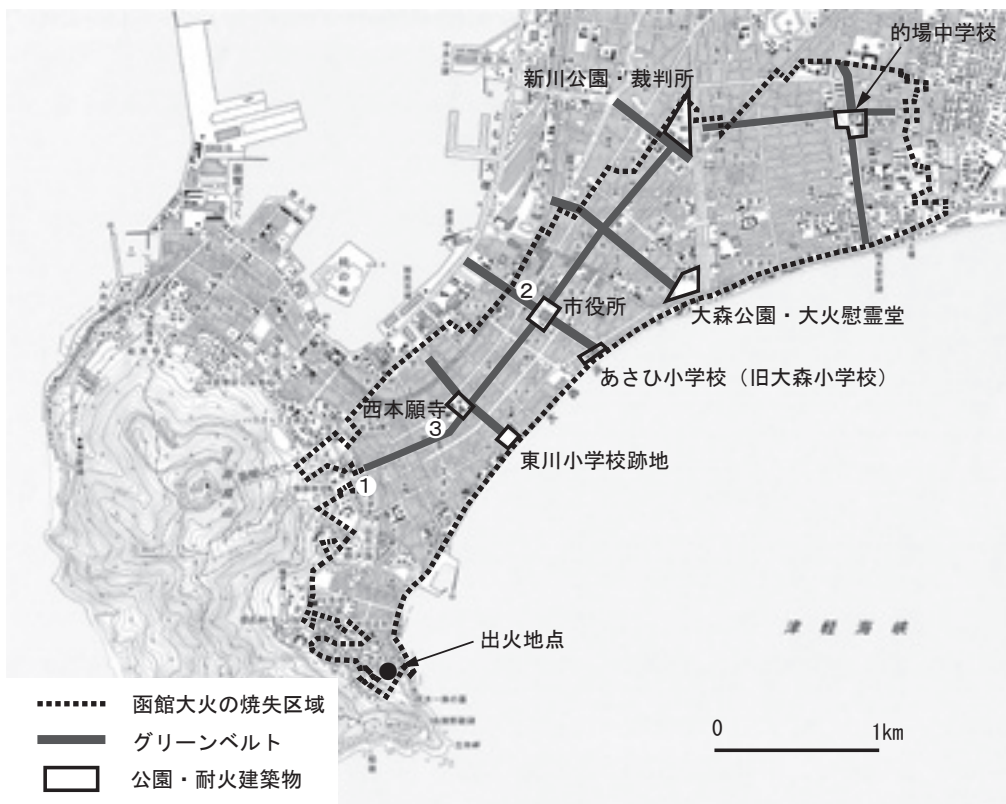 的場中学校
新川公園・裁判所
②
市役所
大森公園・大火慰霊堂
あさひ小学校（旧大森小学校）
西本願寺
③
東川小学校跡地
①
津軽海峡
出火地点
函館大火の焼失区域
グリーンベルト
公園・耐火建築物
0 1km